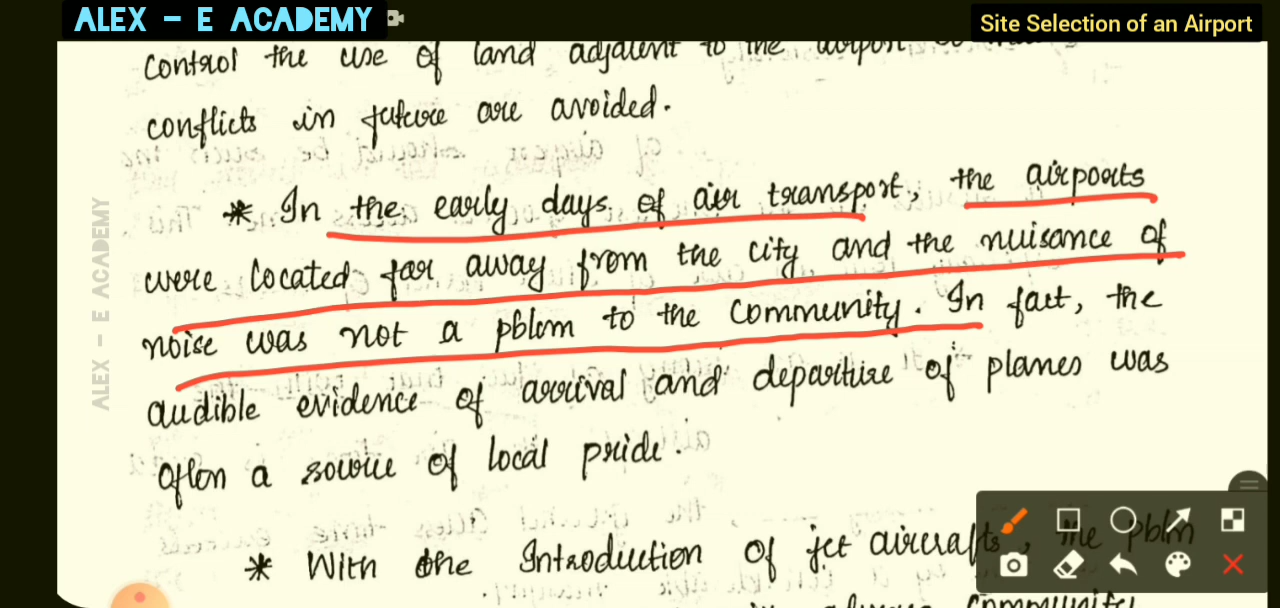 ALEX - E ACADEMY
Site Selection of an Airport
control the use of land adjacent to the airport
conflicts in future are avoided.
* In the early days of air transport, the airports
were located far away from the city and the nuisance of
noise was not a pblm to the community. In fact, the
audible evidence of arrival and departure of planes was
often a source of local pride.
* With the Introduction of jet aircrafts, the pblm
community
ALEX - E ACADEMY